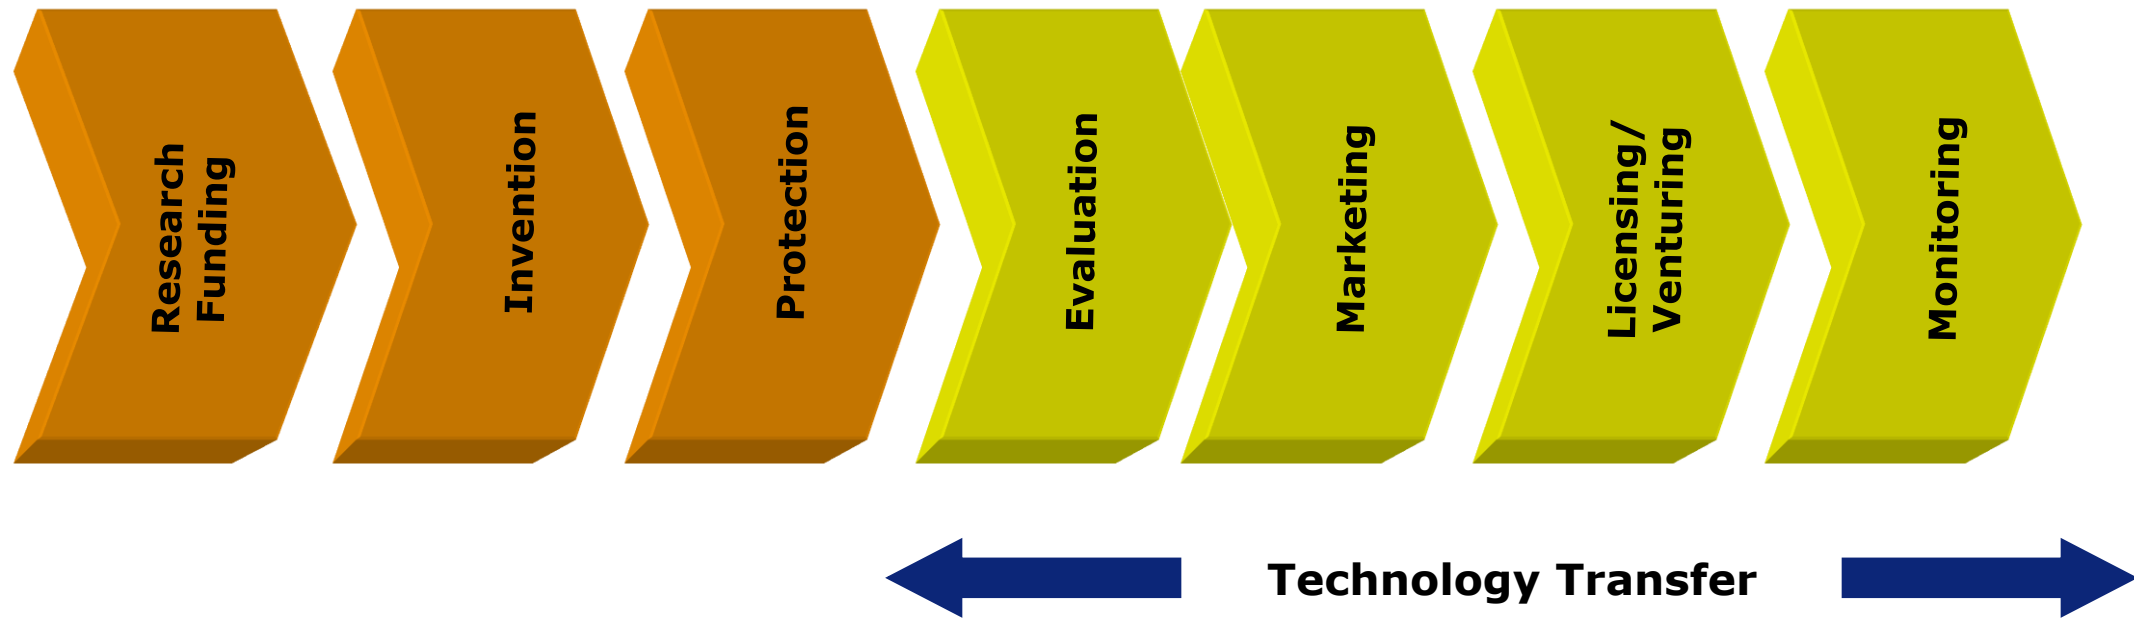 Research
Funding
Invention
Protection
Evaluation
Marketing
Licensing/
Venturing
Monitoring
Technology Transfer